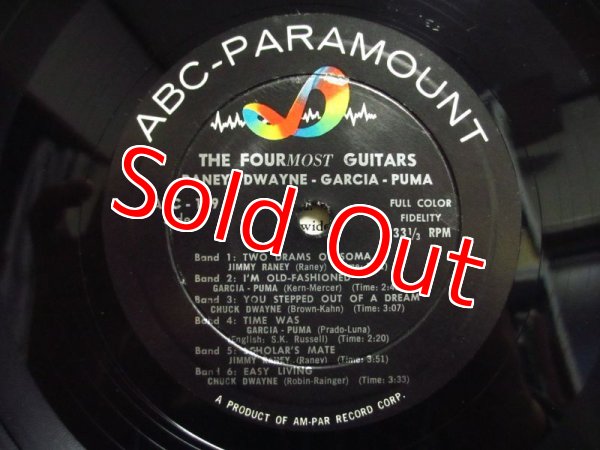 ABC-PARAMOUNT
THE FOURMOST GUITARS
RANEY - DWAYNE - GARCIA - PUMA
FULL COLOR
FIDELITY
33 1/3 RPM
Sold Out
Band 1: TWO DRAMS OF SOMA
JIMMY RANEY (Raney)
Band 2: I'M OLD-FASHIONED
GARCIA - PUMA (Kern-Mercer) (Time:
Band 3: YOU STEPPED OUT OF A DREAM
CHUCK DWAYNE (Brown-Kahn) (Time: 3:07)
Band 4: TIME WAS
GARCIA - PUMA (Prado-Luna)
(English: S.K. Russell) (Time: 2:20)
Band 5: SCHOLAR'S MATE
JIMMY RANEY (Raney) (Time: 3:51)
Band 6: EASY LIVING
CHUCK DWAYNE (Robin-Rainger) (Time: 3:33)
A PRODUCT OF AM-PAR RECORD CORP.